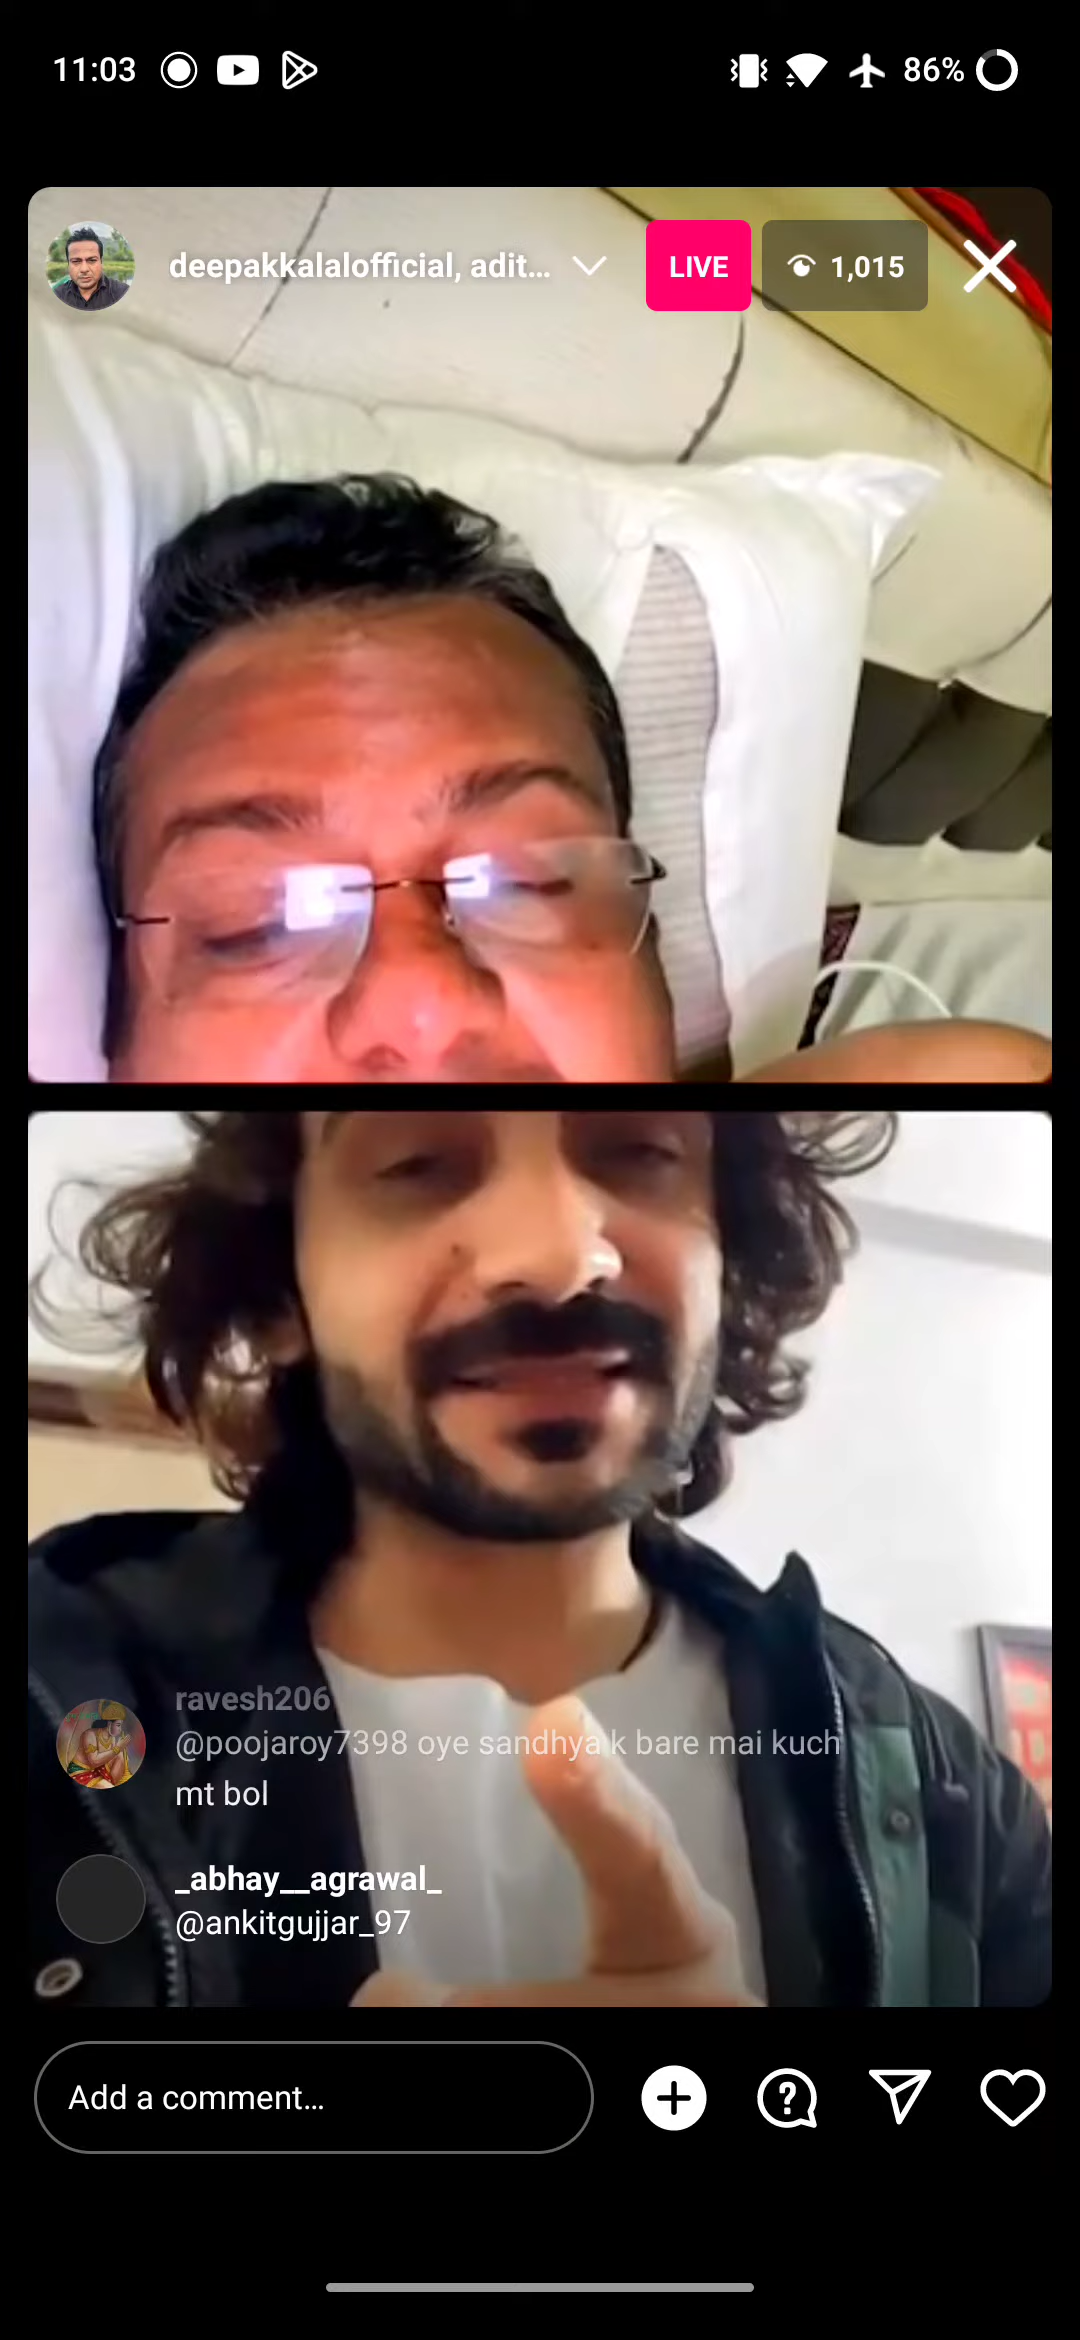 11:03
86%
deepakkalalofficial, adit...
LIVE
1,015
ravesh206
@poojaroy7398 oye sandhya k bare mai kuch
mt bol
_abhay__agrawal_
@ankitgujjar_97
Add a comment...